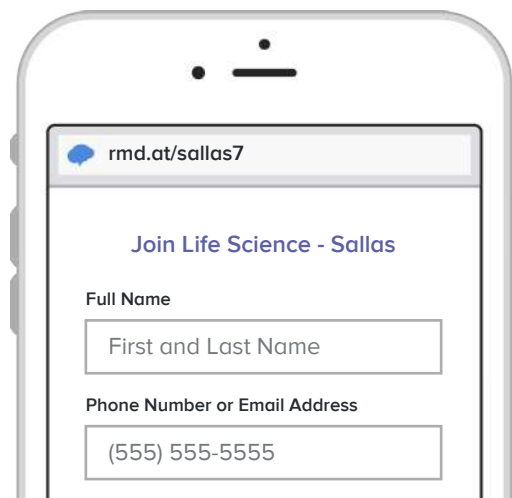 rmd.at/sallas7
Join Life Science - Sallas
Full Name
First and Last Name
Phone Number or Email Address
(555) 555-5555